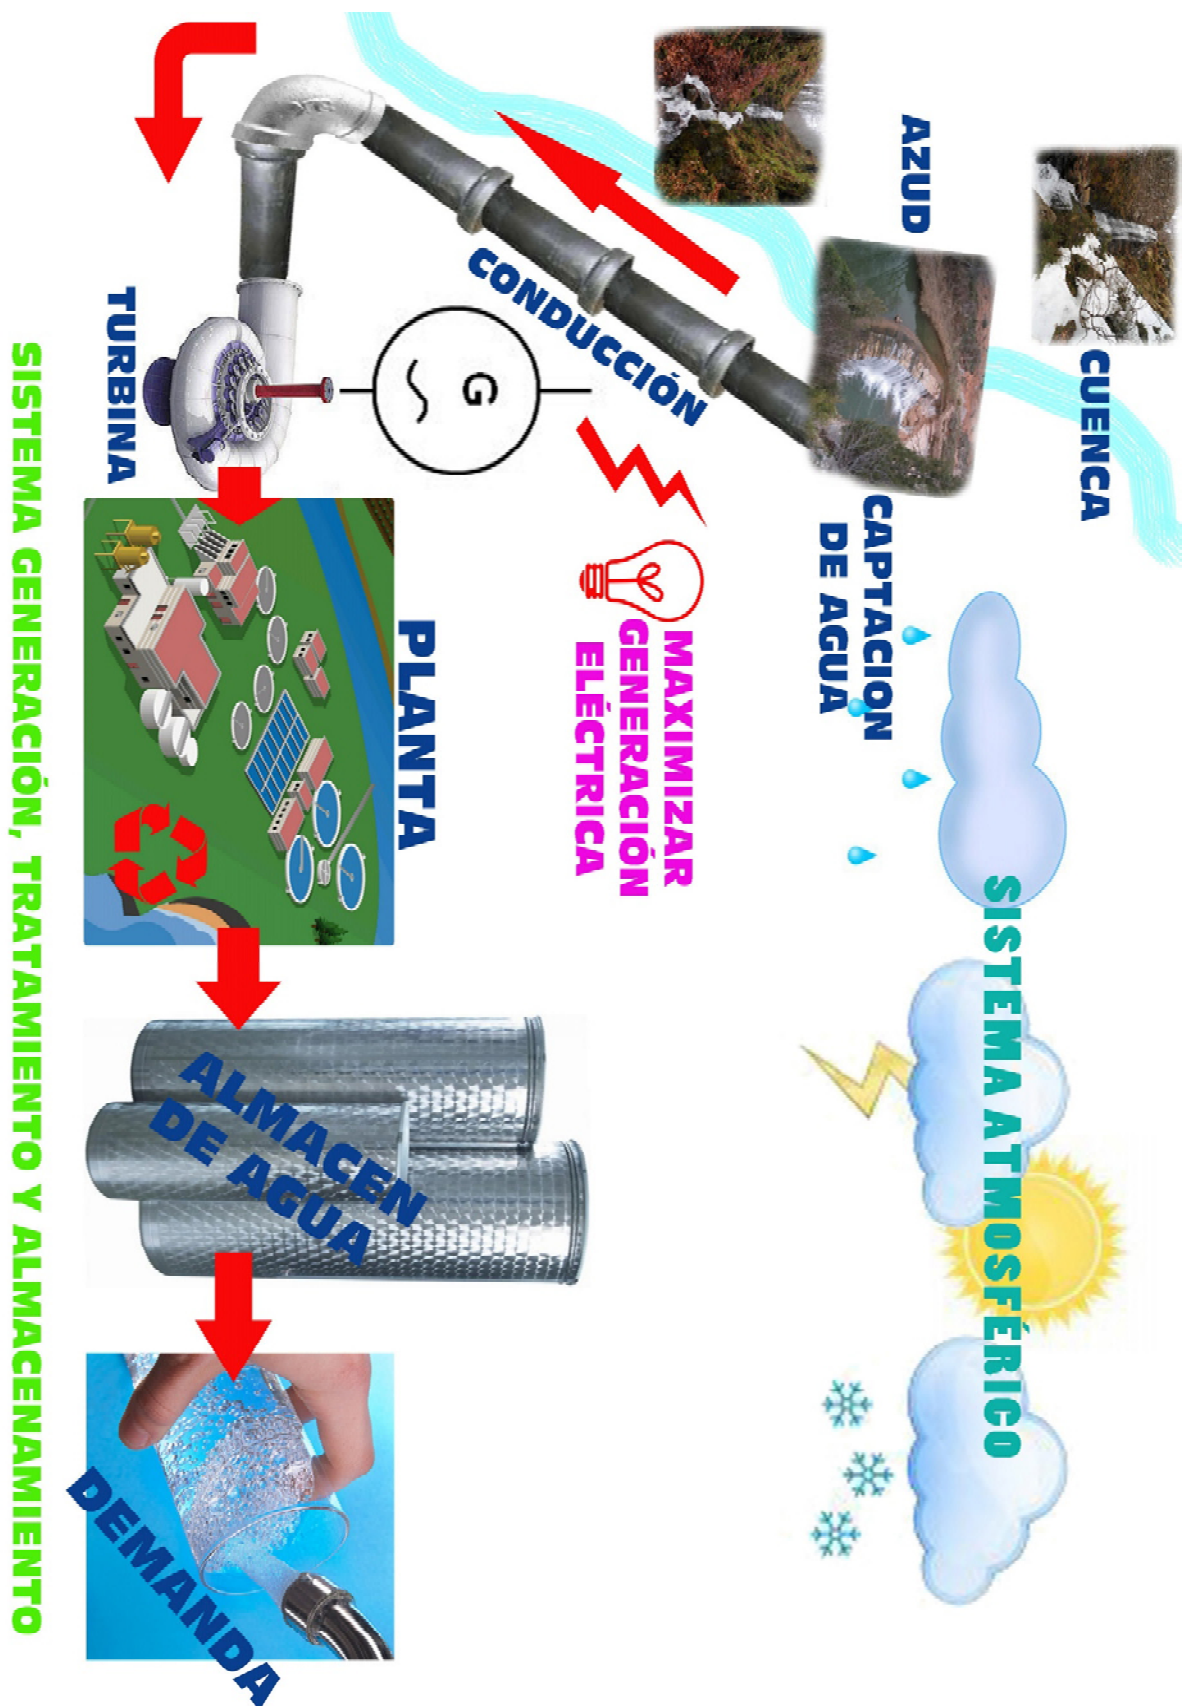 SISTEMA ATMOSFÉRICO
CUENCA
AZUD
CAPTACION
DE AGUA
CONDUCCIÓN
G
MAXIMIZAR
GENERACIÓN
ELÉCTRICA
TURBINA
PLANTA
ALMACEN
DE AGUA
DEMANDA
SISTEMA GENERACIÓN, TRATAMIENTO Y ALMACENAMIENTO